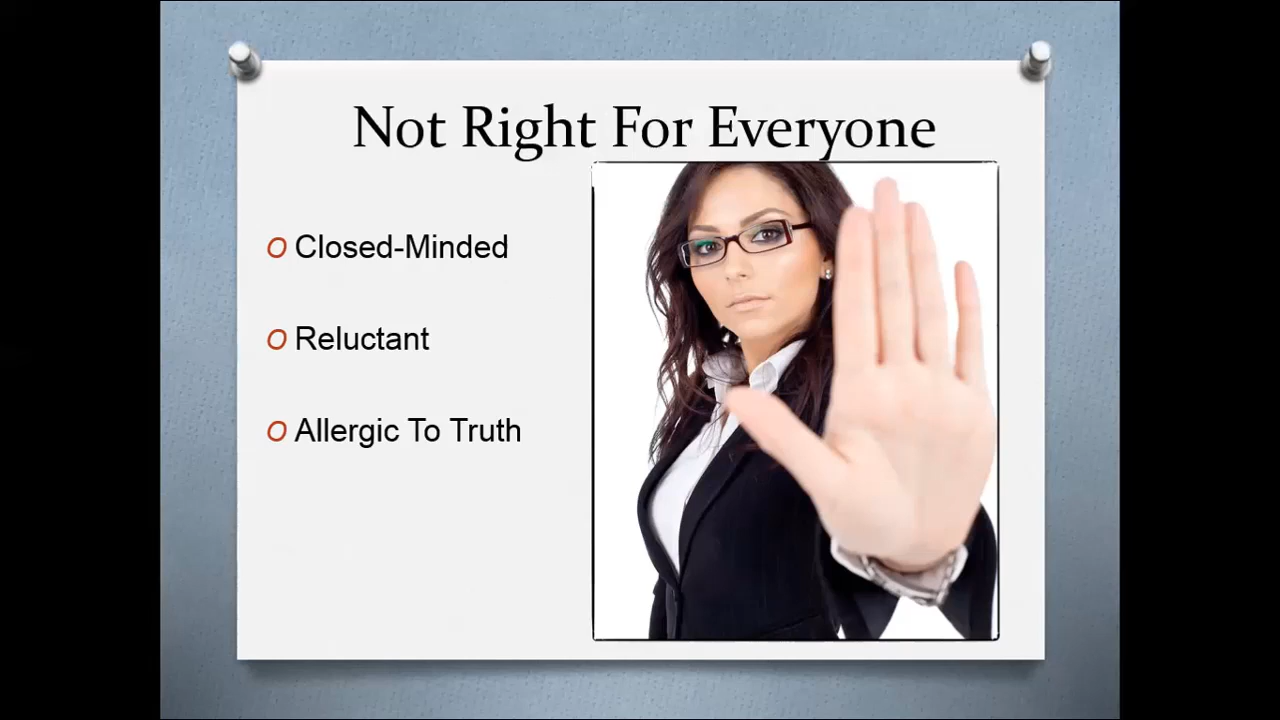 Not Right For Everyone
Closed-Minded
Reluctant
Allergic To Truth